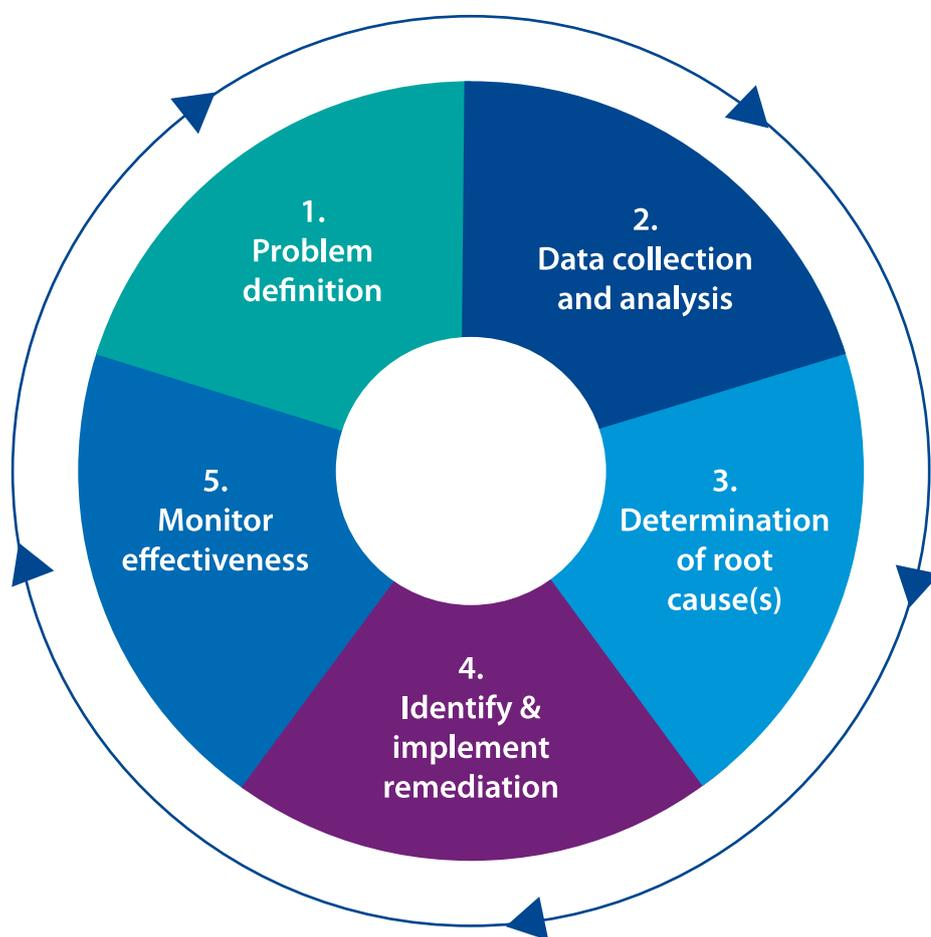 1.
Problem
definition
2.
Data collection
and analysis
3.
Determination
of root
cause(s)
4.
Identify &
implement
remediation
5.
Monitor
effectiveness